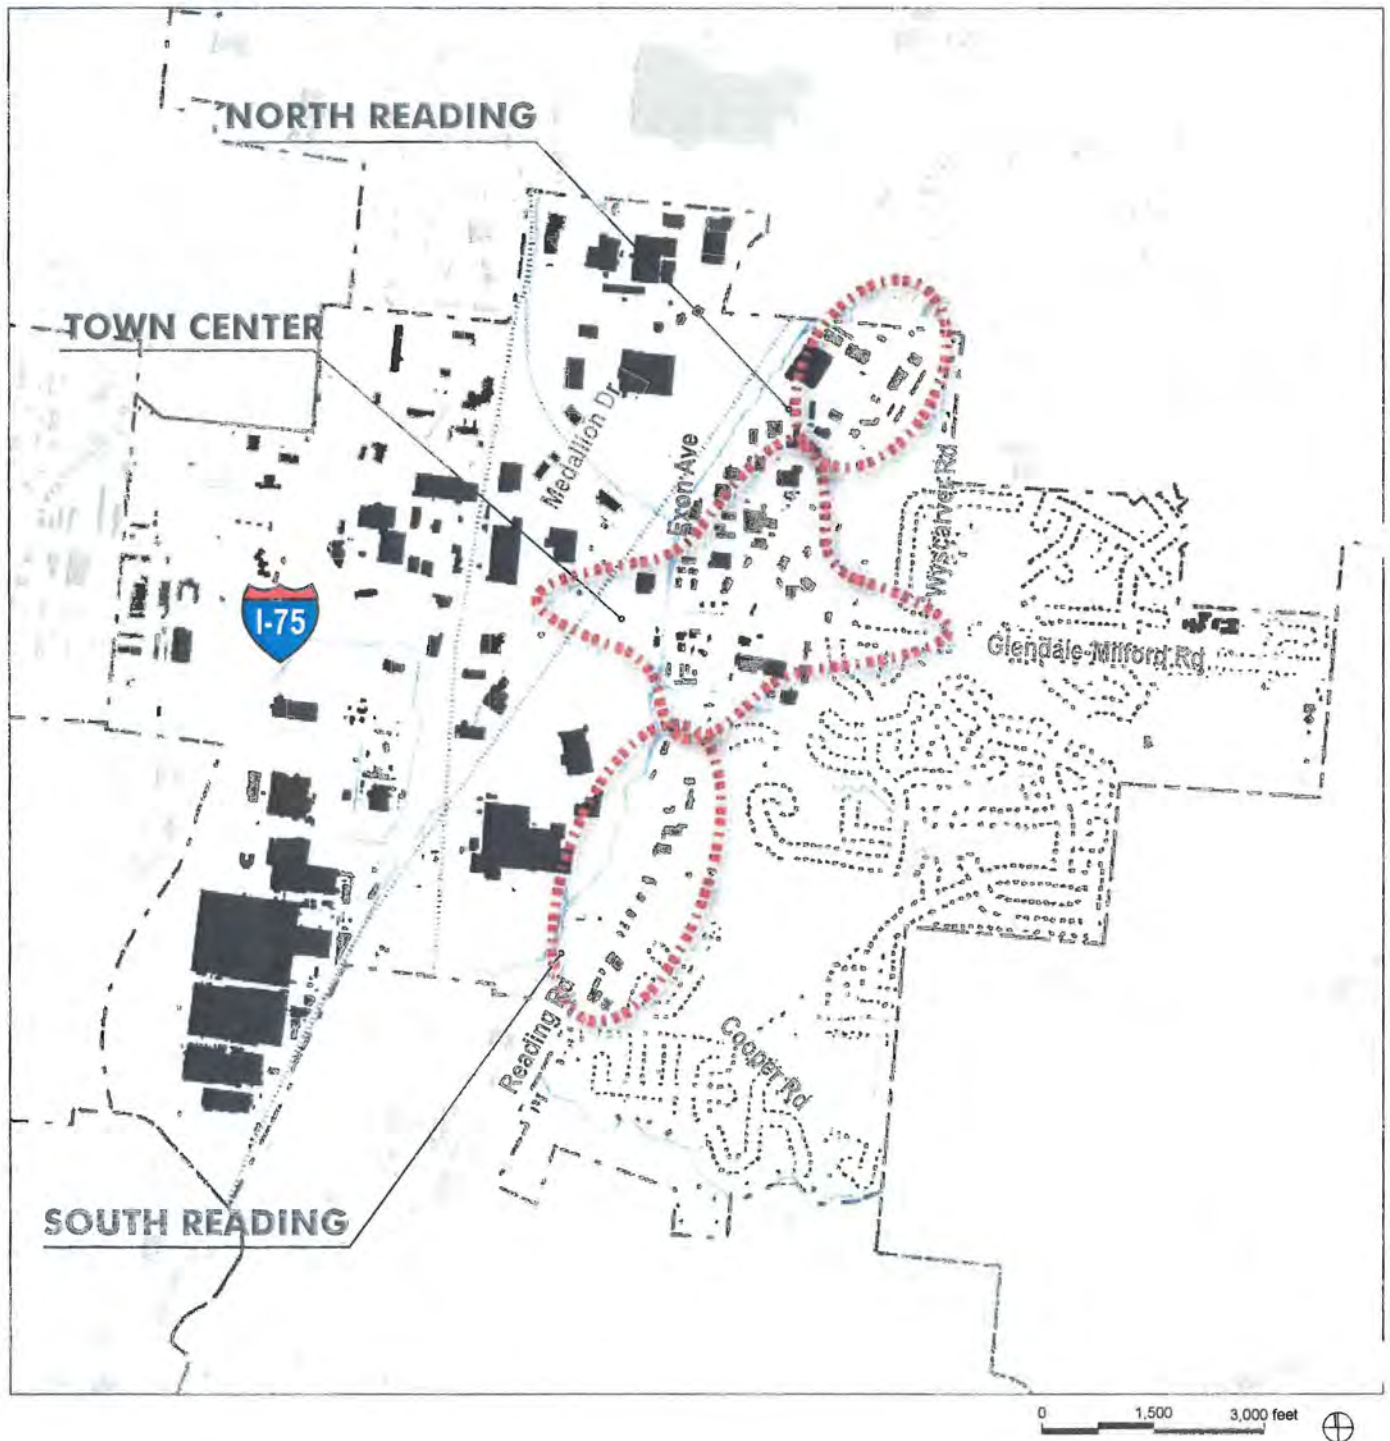 NORTH READING
TOWN CENTER
Medallion Dr
Exon Ave
Wyscarver Rd
I-75
Glendale-Milford Rd
Reading Rd
Cooper Rd
SOUTH READING
0 1,500 3,000 feet